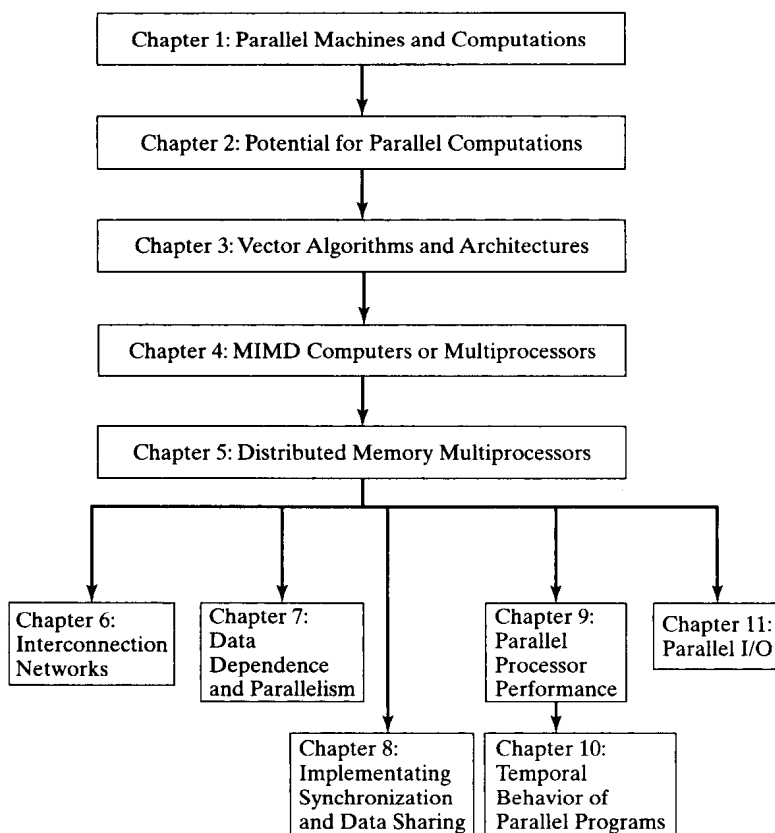 Chapter 1: Parallel Machines and Computations
Chapter 2: Potential for Parallel Computations
Chapter 3: Vector Algorithms and Architectures
Chapter 4: MIMD Computers or Multiprocessors
Chapter 5: Distributed Memory Multiprocessors
Chapter 6:
Interconnection
Networks
Chapter 7:
Data
Dependence
and Parallelism
Chapter 8:
Implementating
Synchronization
and Data Sharing
Chapter 9:
Parallel
Processor
Performance
Chapter 10:
Temporal
Behavior of
Parallel Programs
Chapter 11:
Parallel I/O